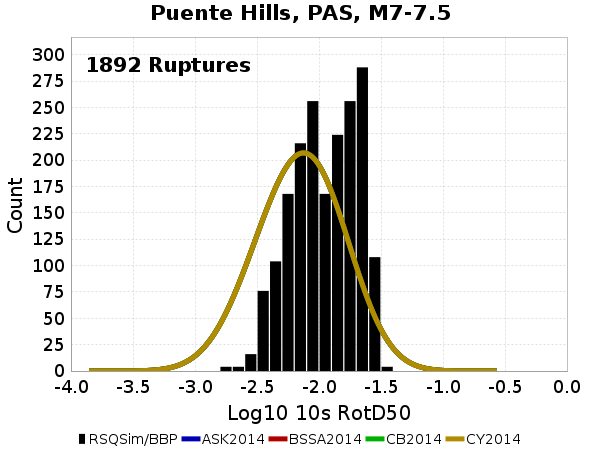 Puente Hills, PAS, M7-7.5
1892 Ruptures
300
275
250
225
200
175
150
125
100
75
50
25
0
Count
-4.0 -3.5 -3.0 -2.5 -2.0 -1.5 -1.0 -0.5 0.0
Log10 10s RotD50
RSQSim/BBP ASK2014 BSSA2014 CB2014 CY2014